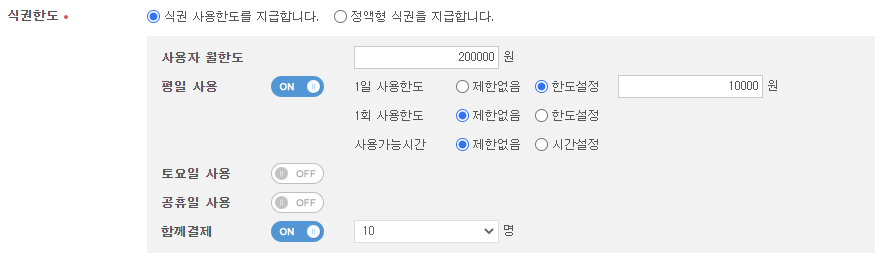 식권한도 • 식권 사용한도를 지급합니다. 정액형 식권을 지급합니다.
사용자 월한도 200000 원
평일 사용 ON 1일 사용한도 제한없음 한도설정 10000 원
1회 사용한도 제한없음 한도설정
사용가능시간 제한없음 시간설정
토요일 사용 OFF
공휴일 사용 OFF
함께결제 ON 10 명